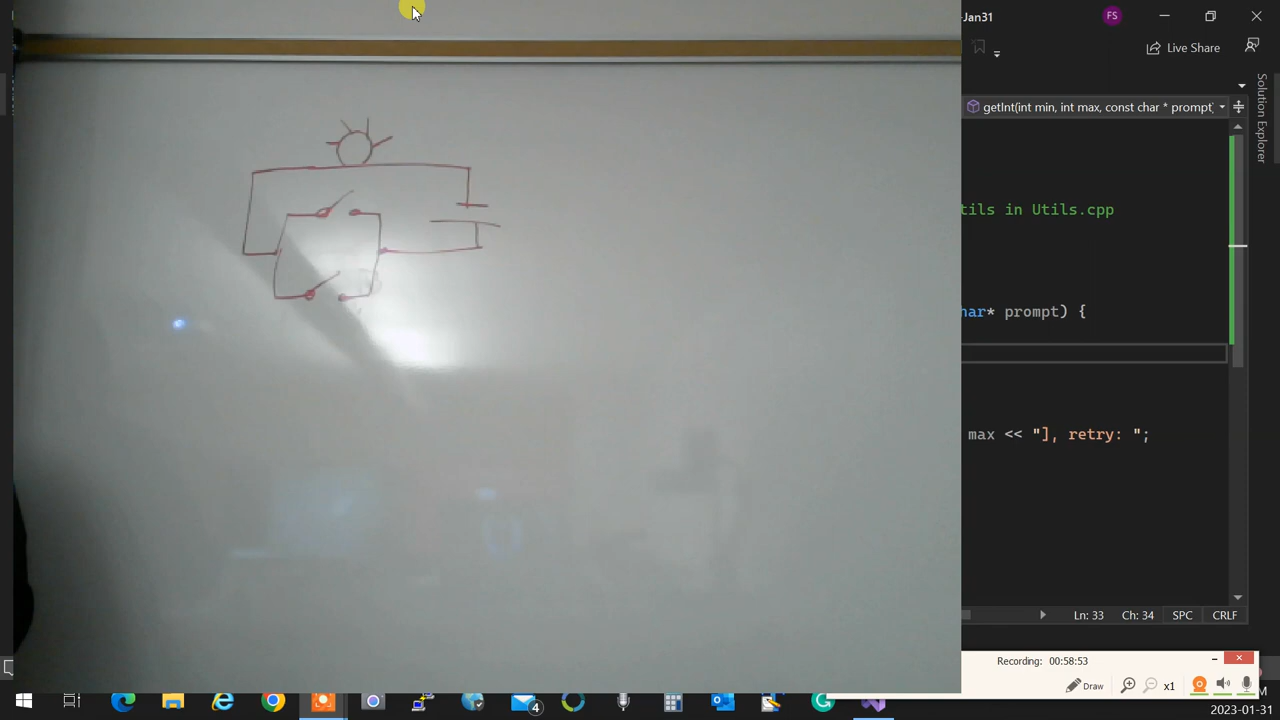 -Jan31
FS
Live Share
getInt(int min, int max, const char * prompt)
Solution Explorer
tils in Utils.cpp
har* prompt) {
max << "], retry: ";
Ln: 33 Ch: 34 SPC CRLF
Recording: 00:58:53
Draw x1
4
M
2023-01-31